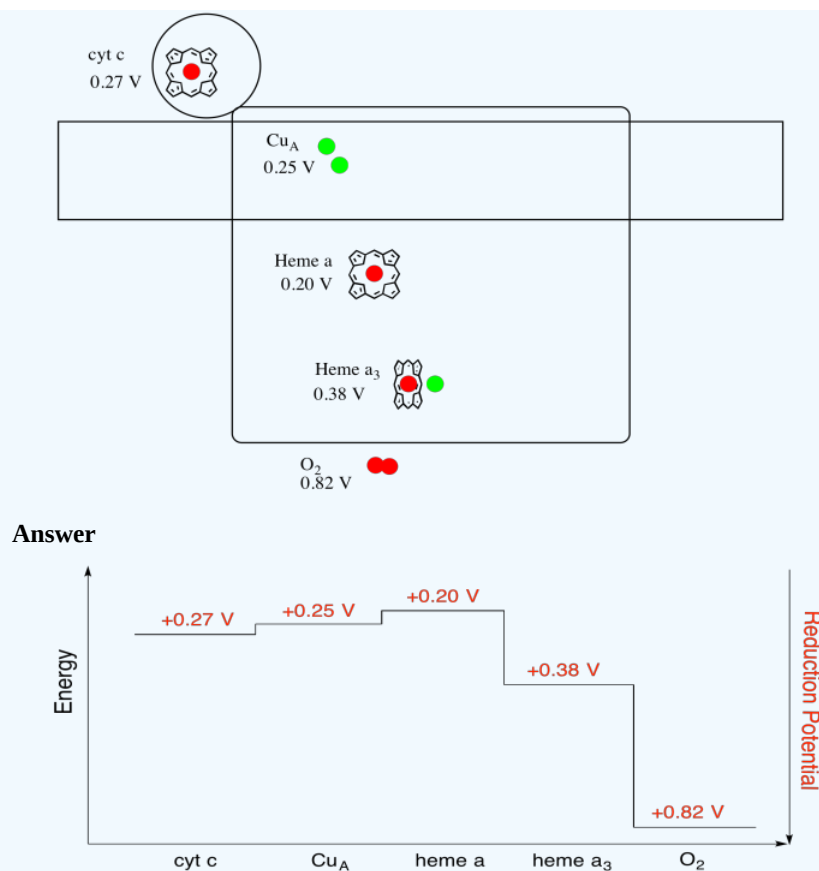 cyt c
0.27 V
CuA
0.25 V
Heme a
0.20 V
Heme a3
0.38 V
O2
0.82 V
Answer
+0.27 V
+0.25 V
+0.20 V
+0.38 V
+0.82 V
Energy
Reduction Potential
cyt c CuA heme a heme a3 O2